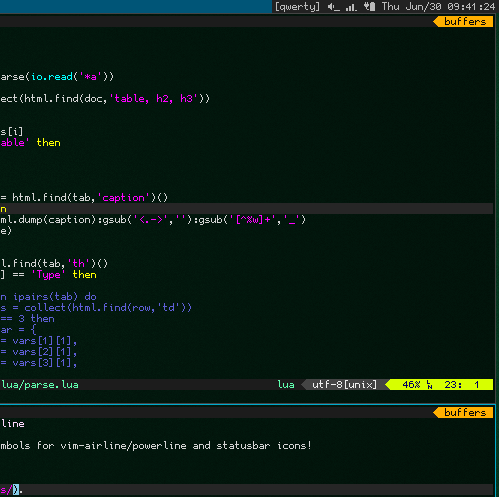 [qwerty] Thu Jun/30 09:41:24
buffers
arse(io.read('*a'))
ect(html.find(doc,'table, h2, h3'))
s[i]
able' then
= html.find(tab,'caption')()
n
ml.dump(caption):gsub('<.->',''):gsub('[^%w]+','_')
e)
l.find(tab,'th')()
] == 'Type' then
n ipairs(tab) do
s = collect(html.find(row,'td'))
== 3 then
ar = {
= vars[1][1],
= vars[2][1],
= vars[3][1],
lua/parse.lua lua utf-8[unix] 46% LN 23: 1
buffers
line
mbols for vim-airline/powerline and statusbar icons!
s/).